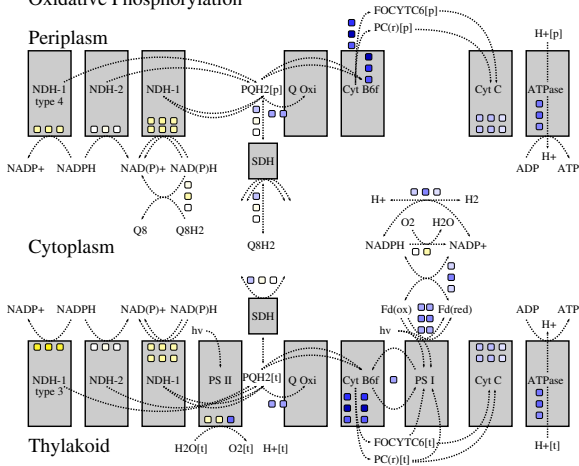 Oxidative Phosphorylation
FOCYTC6[p]
PC(r)[p]
Periplasm
H+[p]
NDH-1
type 4
NDH-2
NDH-1
PQH2[p]
Q Oxi
Cyt B6f
Cyt C
ATPase
SDH
H+
NADP+
NADPH
NAD(P)+
NAD(P)H
ADP
ATP
H+
H2
O2
H2O
Q8
Q8H2
Q8H2
NADPH
NADP+
Cytoplasm
NADP+
NADPH
NAD(P)+
NAD(P)H
SDH
Fd(ox)
Fd(red)
ADP
ATP
hv
hv
H+
NDH-1
type 3'
NDH-2
NDH-1
PS II
PQH2[t]
Q Oxi
Cyt B6f
PS I
Cyt C
ATPase
Thylakoid
H2O[t]
O2[t]
H+[t]
FOCYTC6[t]
PC(r)[t]
H+[t]